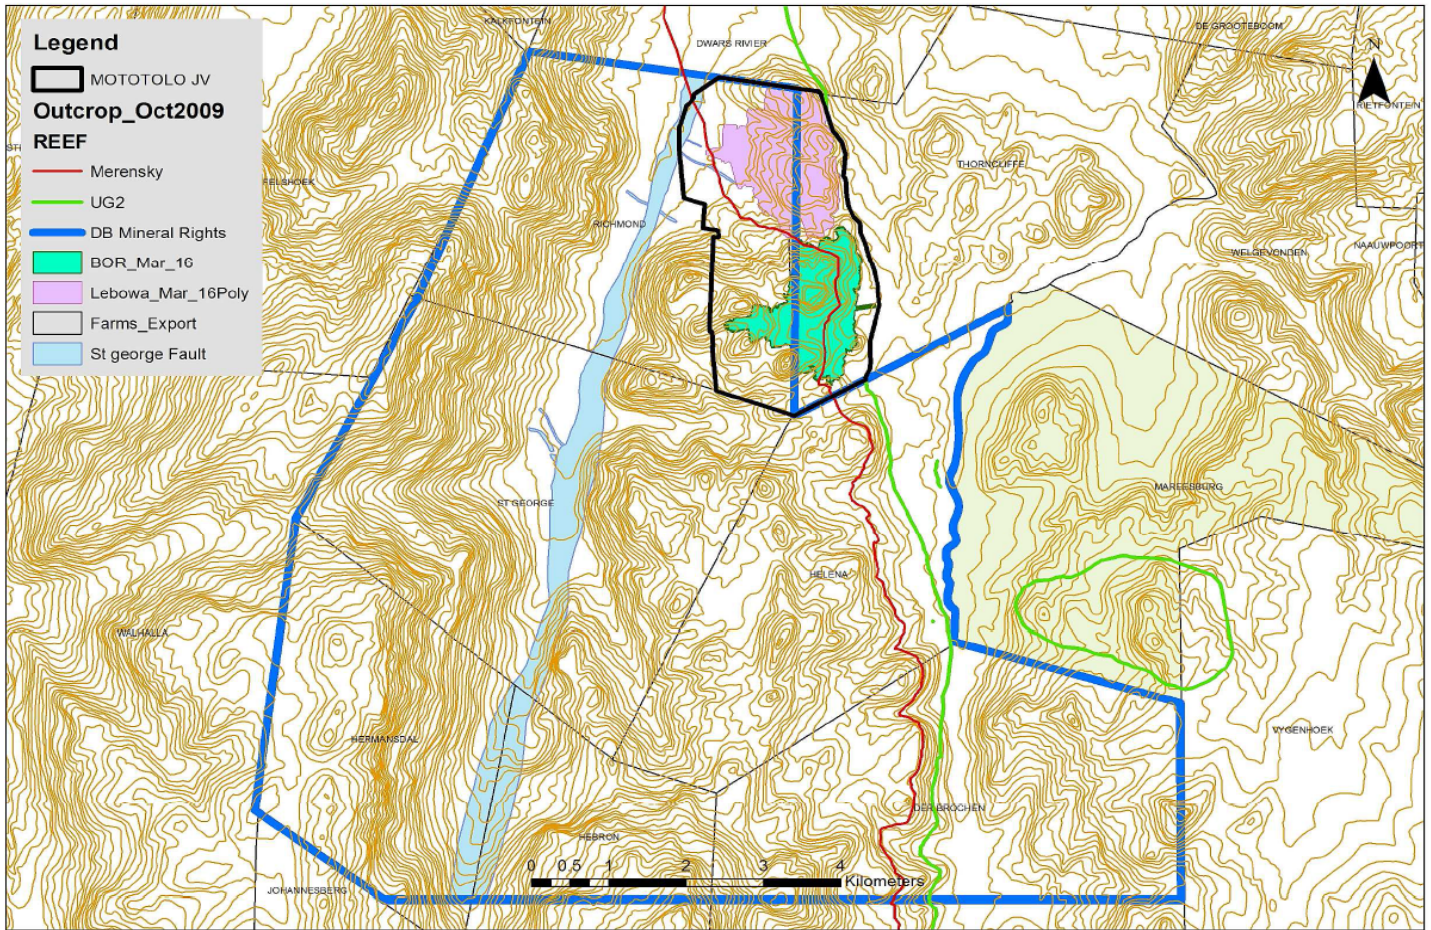 Legend
MOTOTOLO JV
Outcrop_Oct2009
REEF
Merensky
UG2
DB Mineral Rights
BOR_Mar_16
Lebowa_Mar_16Poly
Farms_Export
St george Fault
KALKFONTEIN
DE GROOTEBOOM
DWARS RIVIER
N
RIETFONTEIN
THORNCLIFFE
RICHMOND
NAAUWPOORT
WELGEVONDEN
MAREESBURG
ST GEORGE
HELENA
WALHALLA
VYGENHOEK
HERMANSDAL
DER BROCHEN
HEBRON
0 0.5 1 2 3 4
Kilometers
JOHANNESBERG